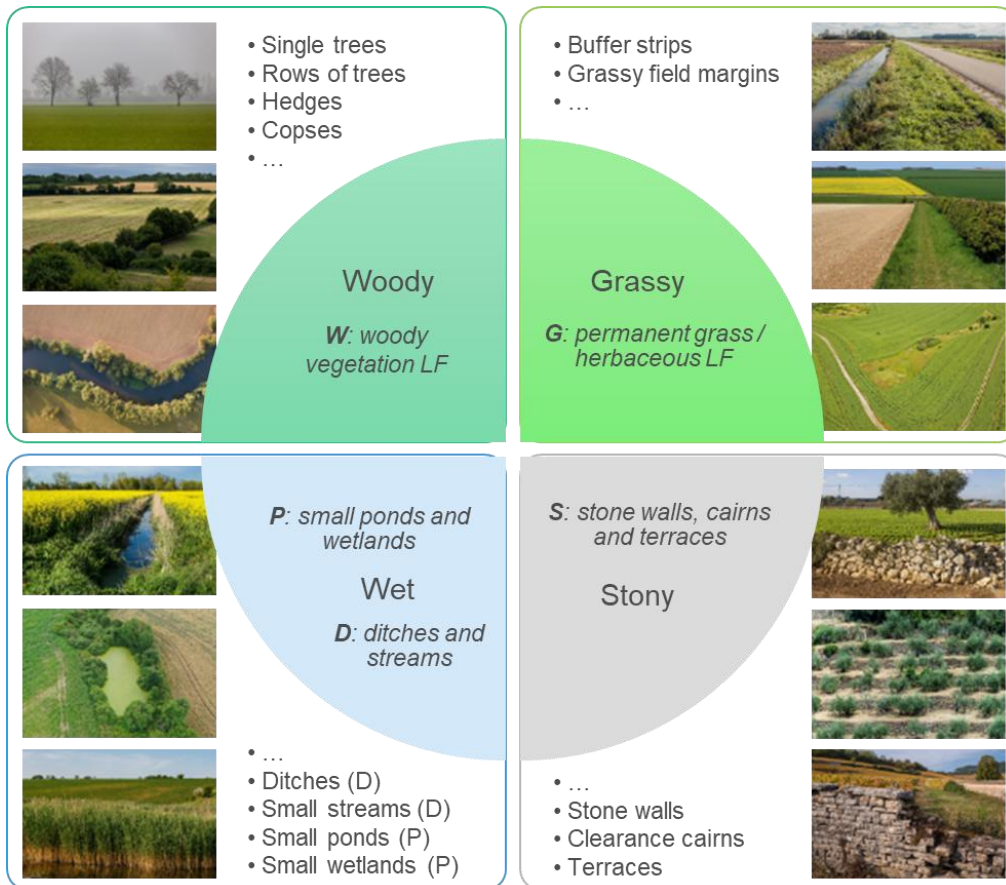 • Single trees
• Rows of trees
• Hedges
• Copses
• ...
Woody
W: woody
vegetation LF
• Buffer strips
• Grassy field margins
• ...
Grassy
G: permanent grass /
herbaceous LF
P: small ponds and
wetlands
Wet
D: ditches and
streams
• ...
• Ditches (D)
• Small streams (D)
• Small ponds (P)
• Small wetlands (P)
S: stone walls, cairns
and terraces
Stony
• ...
• Stone walls
• Clearance cairns
• Terraces